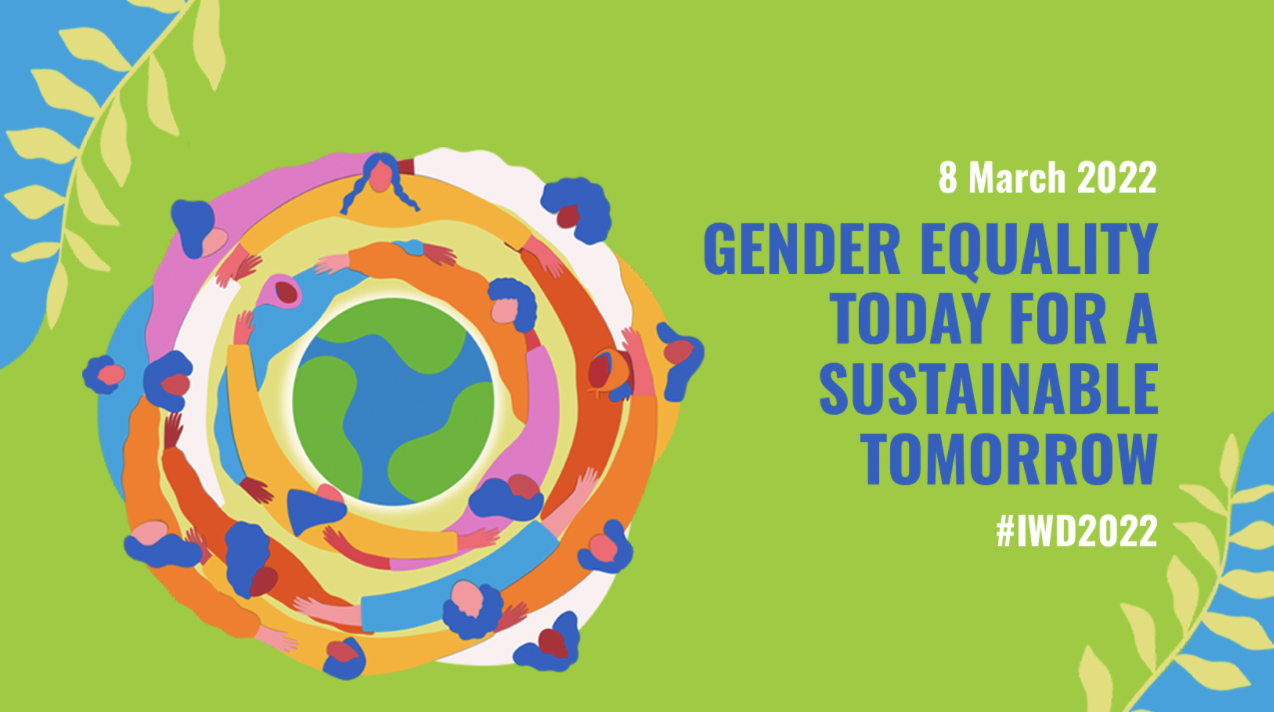 8 March 2022
GENDER EQUALITY
TODAY FOR A
SUSTAINABLE
TOMORROW
#IWD2022